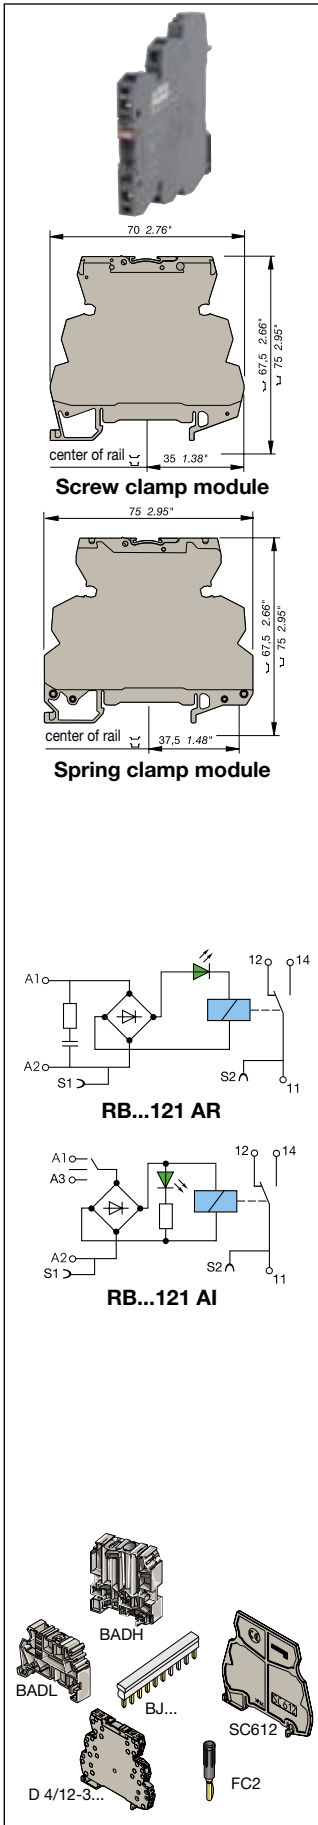 70 2.76"
67,5 2.66"
75 2.95"
center of rail
35 1.38"
Screw clamp module
75 2.95"
67,5 2.66"
75 2.95"
center of rail
37,5 1.48"
Spring clamp module
A1
12 14
A2
S1
S2
11
RB...121 AR
A1
A3
12 14
A2
S1
S2
11
RB...121 AI
BADH
BADL
BJ...
SC612
SC612
D 4/12-3...
FC2